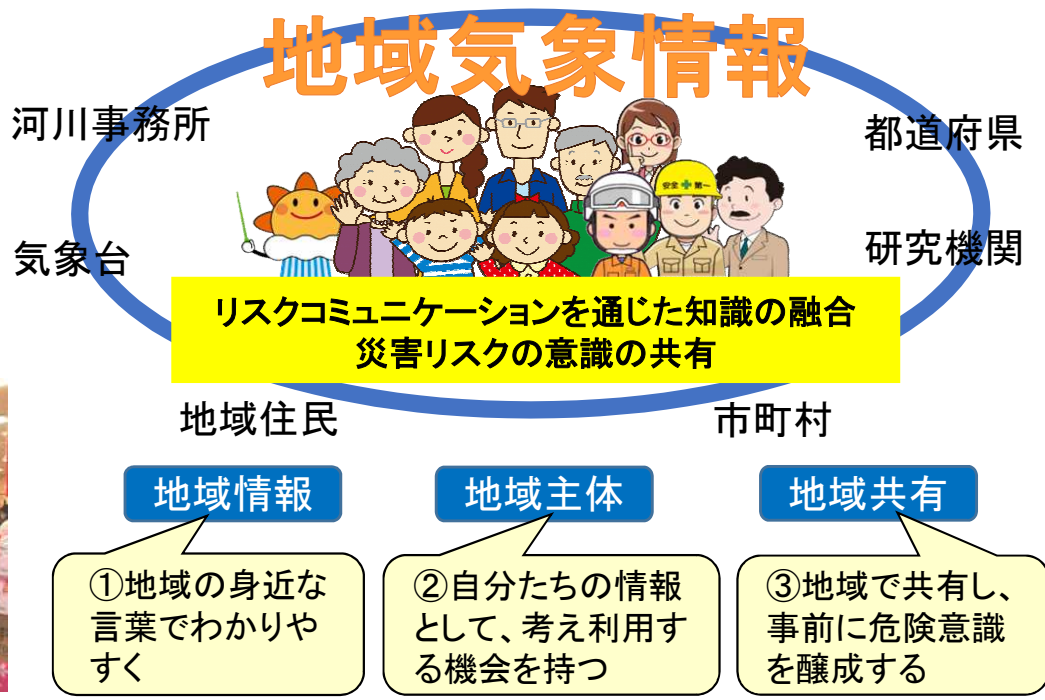 地域気象情報
河川事務所
都道府県
安全 第一
気象台
研究機関
リスクコミュニケーションを通じた知識の融合
災害リスクの意識の共有
地域住民
市町村
地域情報
地域主体
地域共有
①地域の身近な
言葉でわかりや
すく
②自分たちの情報
として、考え利用す
る機会を持つ
③地域で共有し、
事前に危険意識
を醸成する